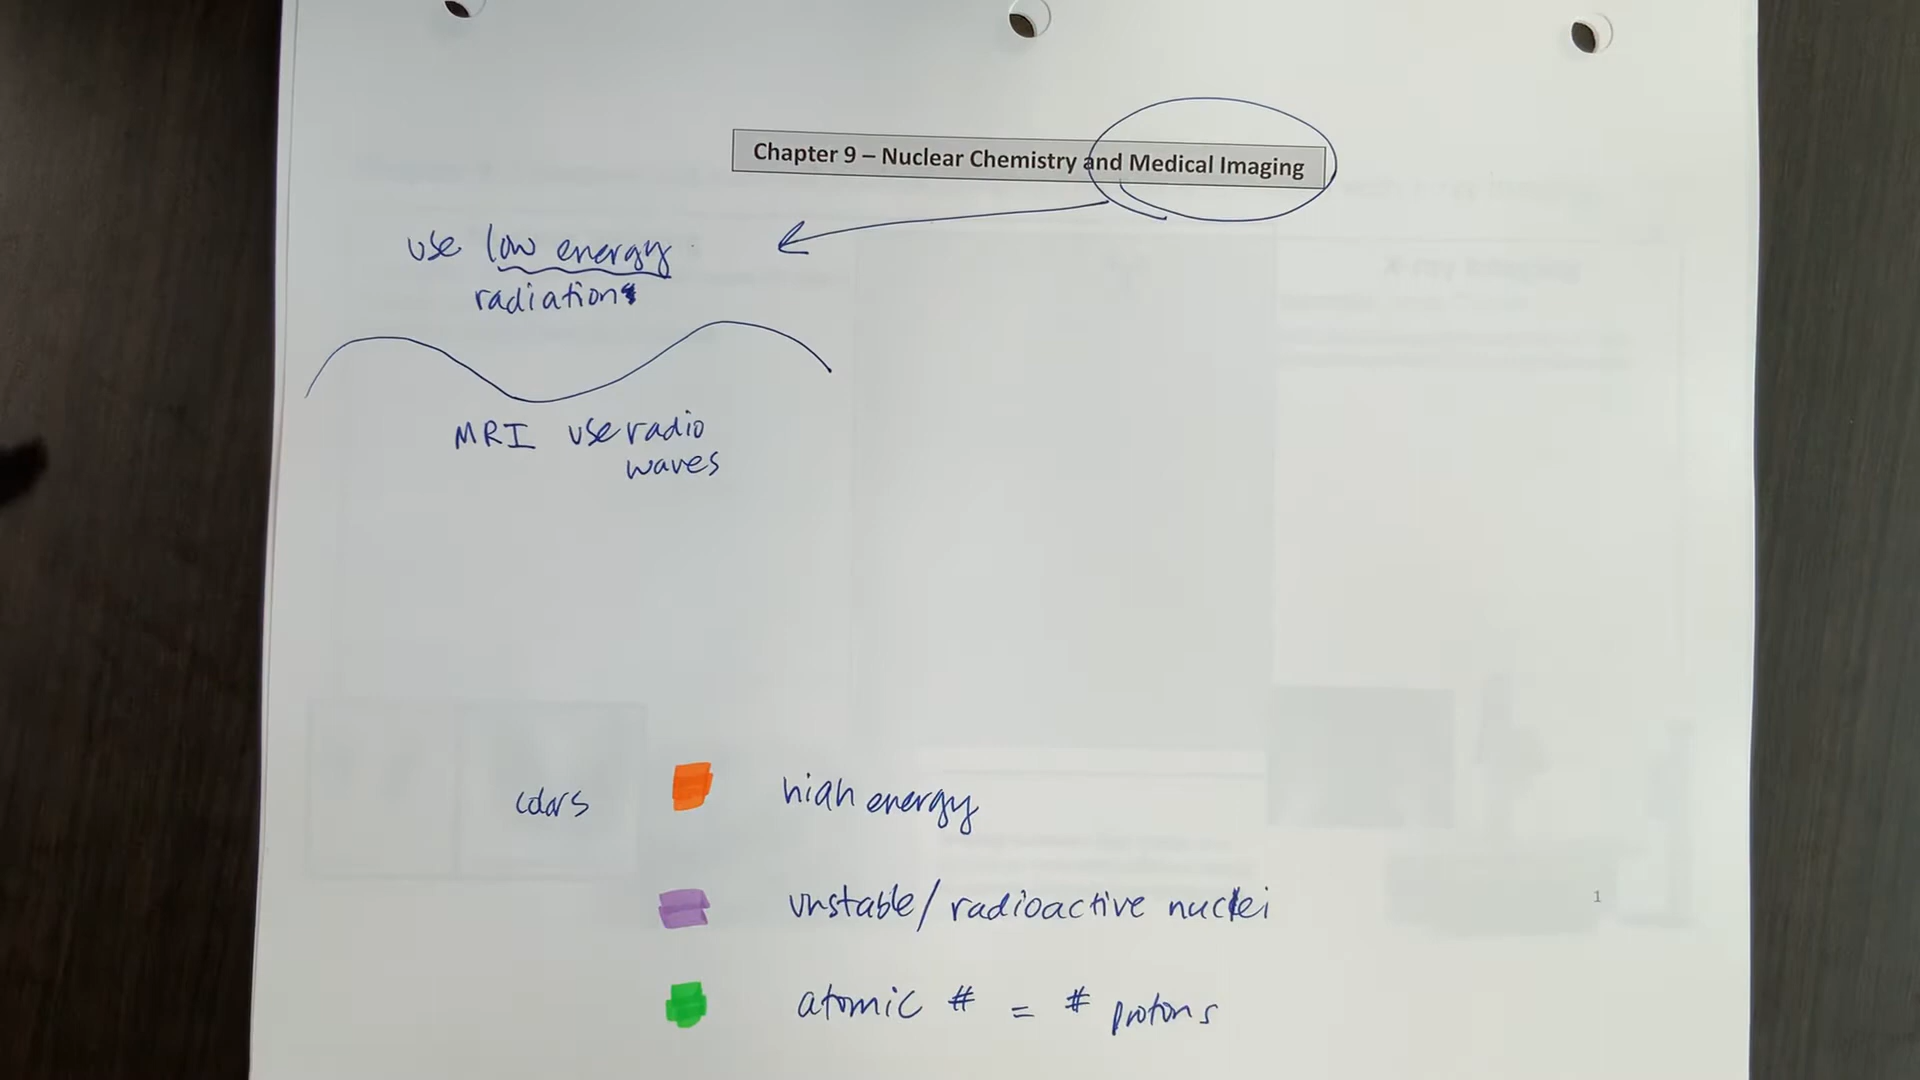 Chapter 9 – Nuclear Chemistry and Medical Imaging
use low energy
radiation
MRI use radio
waves
colors
high energy
unstable/radioactive nuclei
1
atomic # = # protons